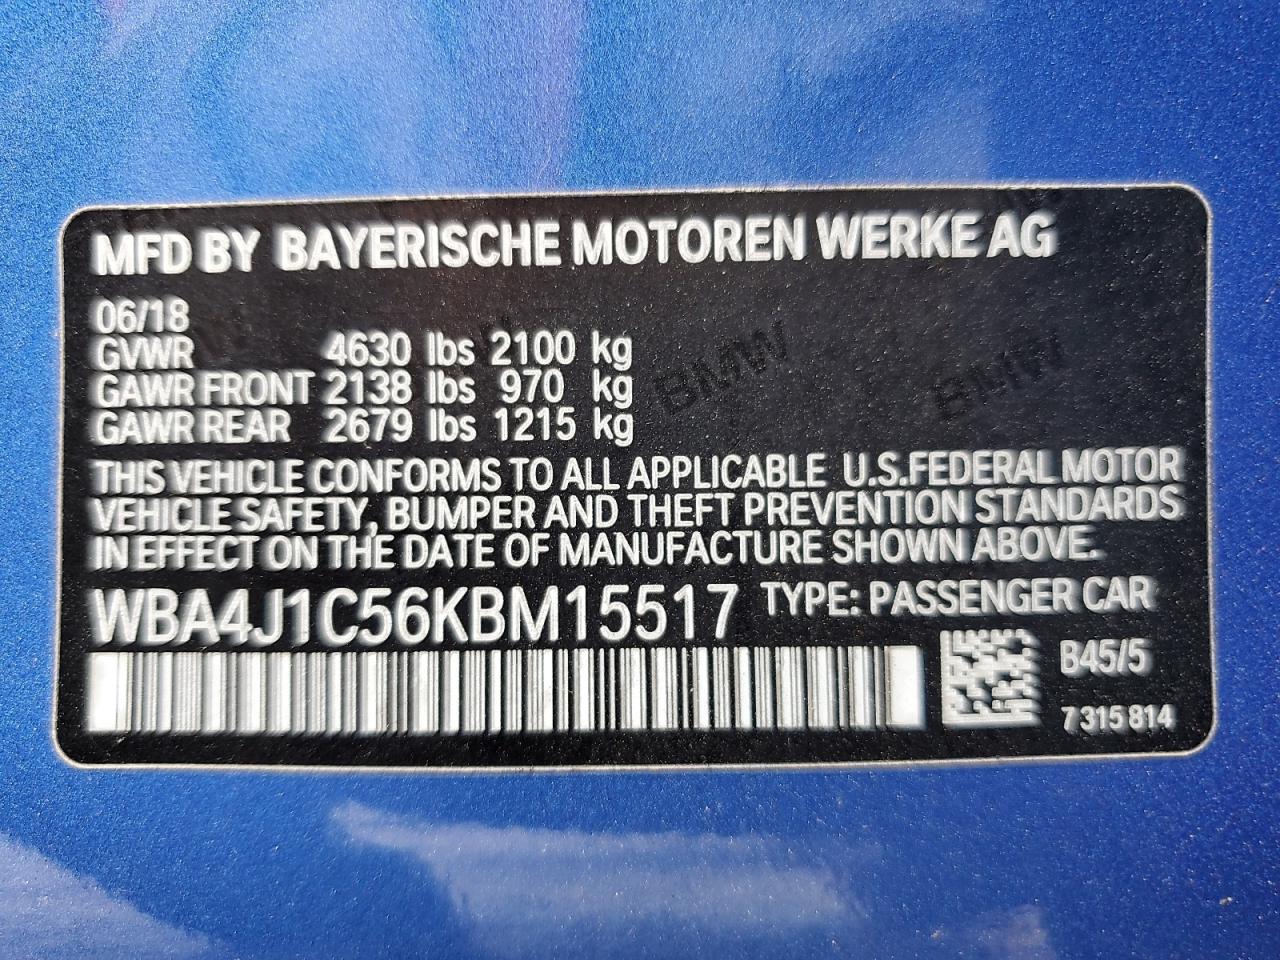 MFD BY BAYERISCHE MOTOREN WERKE AG
06/18
GVWR 4630 lbs 2100 kg
GAWR FRONT 2138 lbs 970 kg
GAWR REAR 2679 lbs 1215 kg
BMW BMW
THIS VEHICLE CONFORMS TO ALL APPLICABLE U.S.FEDERAL MOTOR
VEHICLE SAFETY, BUMPER AND THEFT PREVENTION STANDARDS
IN EFFECT ON THE DATE OF MANUFACTURE SHOWN ABOVE.
WBA4J1C56KBM15517 TYPE: PASSENGER CAR
B45/5
7 315 814